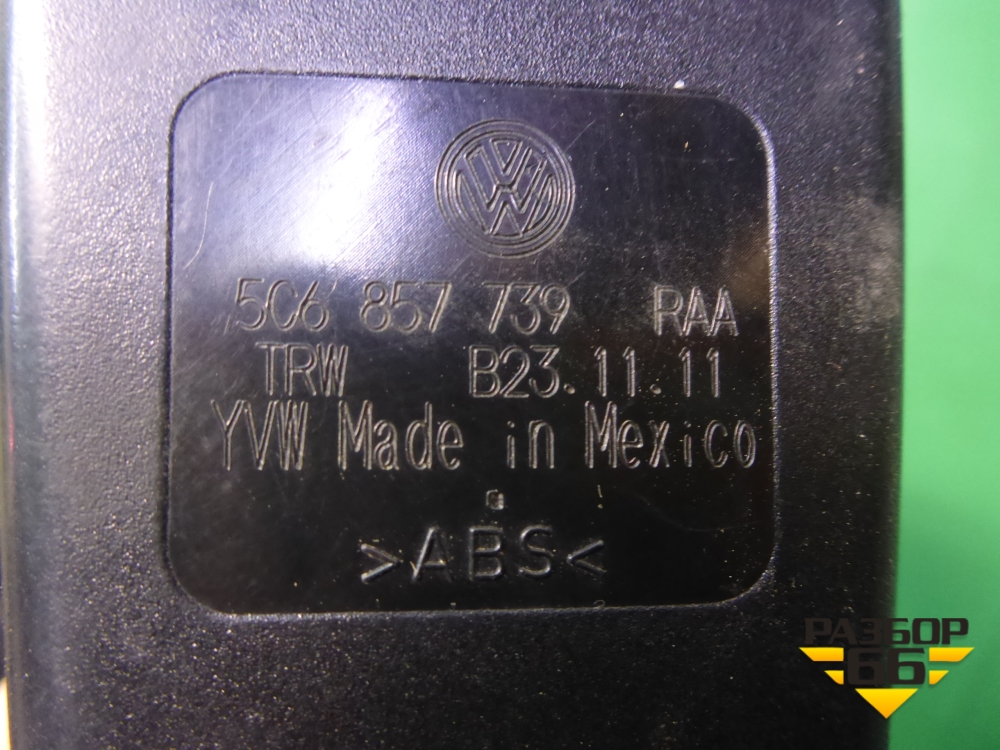 5C6 857 739 RAA
TRW B23.11.11
YVW Made in Mexico
>ABS<
РАЗБОР
66